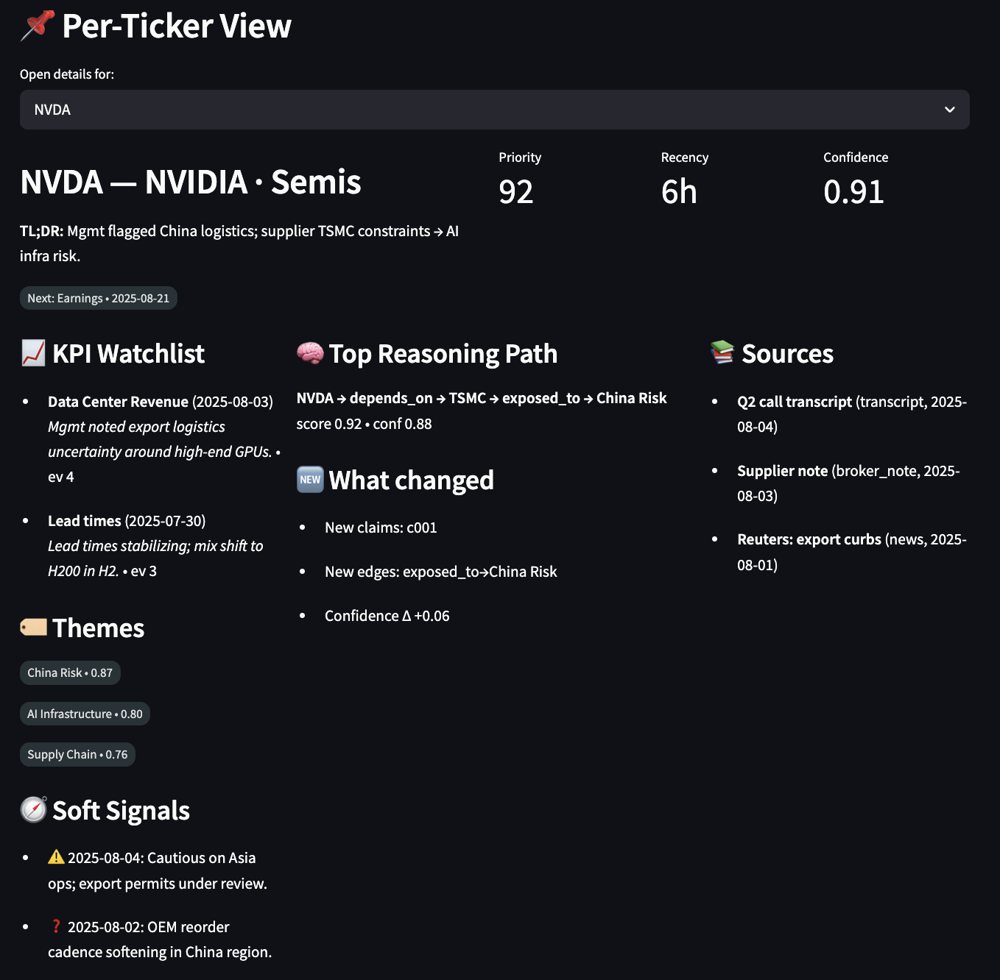 Per-Ticker View
Open details for:
NVDA
NVDA — NVIDIA · Semis
TL;DR: Mgmt flagged China logistics; supplier TSMC constraints → AI
infra risk.
Next: Earnings • 2025-08-21
Priority
92
Recency
6h
Confidence
0.91
KPI Watchlist
• Data Center Revenue (2025-08-03)
Mgmt noted export logistics
uncertainty around high-end GPUs. •
ev 4
• Lead times (2025-07-30)
Lead times stabilizing; mix shift to
H200 in H2. • ev 3
Themes
China Risk • 0.87
AI Infrastructure • 0.80
Supply Chain • 0.76
Soft Signals
• ⚠️ 2025-08-04: Cautious on Asia
ops; export permits under review.
• ❓ 2025-08-02: OEM reorder
cadence softening in China region.
Top Reasoning Path
NVDA → depends_on → TSMC → exposed_to → China Risk
score 0.92 • conf 0.88
NEW What changed
• New claims: c001
• New edges: exposed_to→China Risk
• Confidence Δ +0.06
Sources
• Q2 call transcript (transcript, 2025-
08-04)
• Supplier note (broker_note, 2025-
08-03)
• Reuters: export curbs (news, 2025-
08-01)